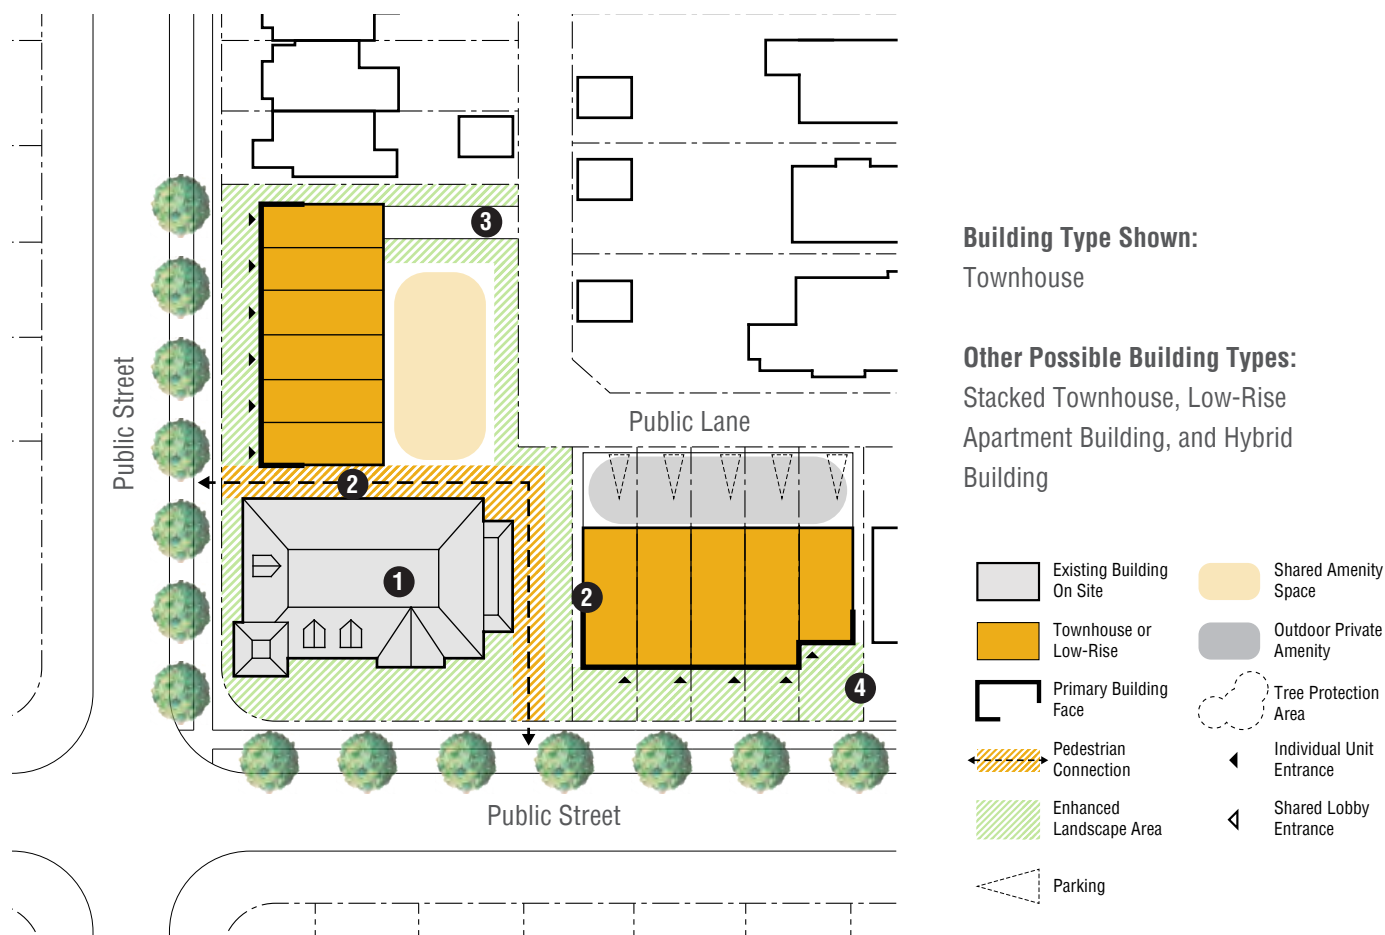 3
Public Street
Public Lane
2
1
2
4
Public Street
Building Type Shown:
Townhouse
Other Possible Building Types:
Stacked Townhouse, Low-Rise
Apartment Building, and Hybrid
Building
Existing Building
On Site
Shared Amenity
Space
Townhouse or
Low-Rise
Outdoor Private
Amenity
Primary Building
Face
Tree Protection
Area
Pedestrian
Connection
Individual Unit
Entrance
Enhanced
Landscape Area
Shared Lobby
Entrance
Parking